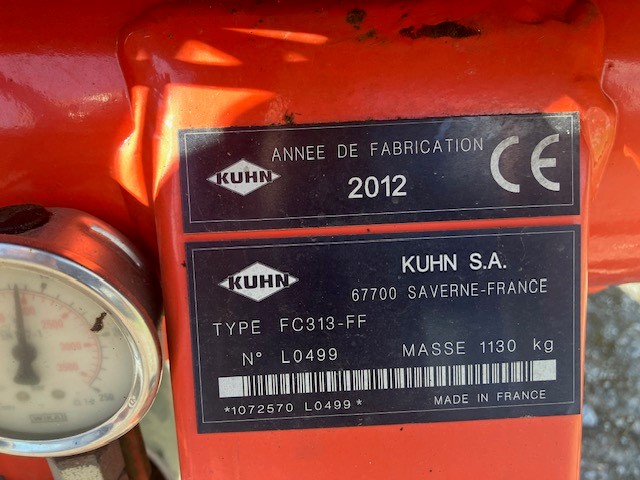 ANNEE DE FABRICATION
KUHN
2012
CE
KUHN
KUHN S.A.
67700 SAVERNE-FRANCE
TYPE FC313-FF
N° L0499 MASSE 1130 kg
*1072570 L0499*
MADE IN FRANCE